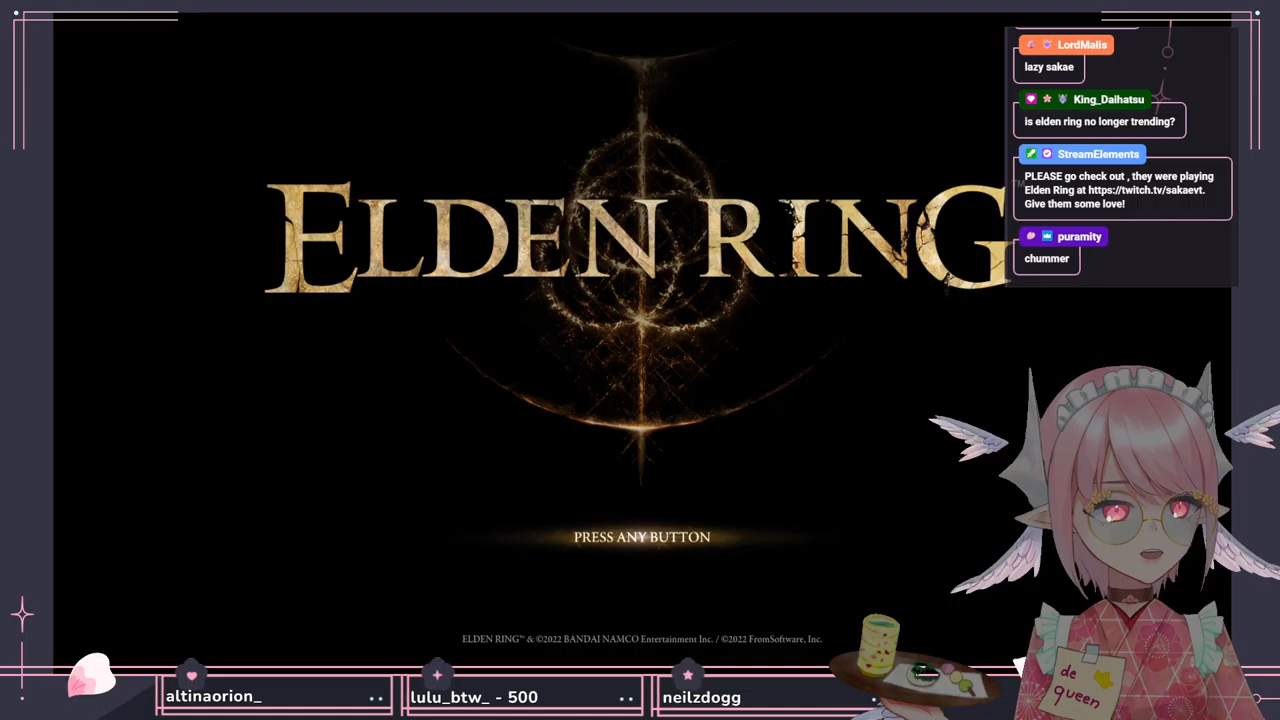 LordMalis
lazy sakae
King_Daihatsu
is elden ring no longer trending?
StreamElements
PLEASE go check out , they were playing
Elden Ring at https://twitch.tv/sakaevt.
Give them some love!
puramity
chummer
ELDEN RING
PRESS ANY BUTTON
ELDEN RING™ & ©2022 BANDAI NAMCO Entertainment Inc. / ©2022 FromSoftware, Inc.
de
queen
altinaorion_
lulu_btw_ - 500
neilzdogg